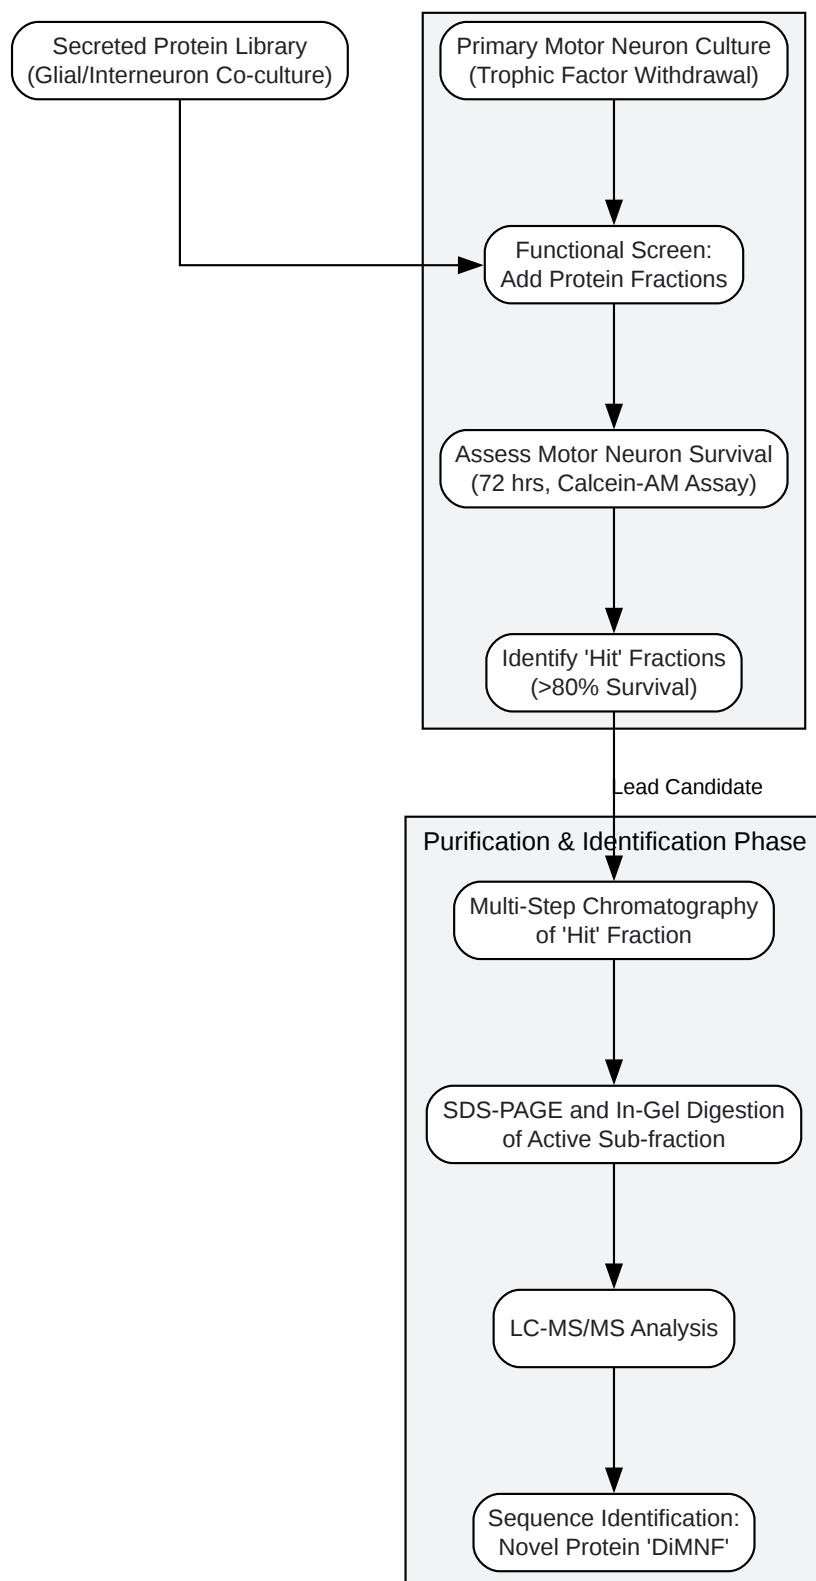 Secreted Protein Library
(Glial/Interneuron Co-culture)
Primary Motor Neuron Culture
(Trophic Factor Withdrawal)
Functional Screen:
Add Protein Fractions
Assess Motor Neuron Survival
(72 hrs, Calcein-AM Assay)
Identify 'Hit' Fractions
(>80% Survival)
Lead Candidate
Purification & Identification Phase
Multi-Step Chromatography
of 'Hit' Fraction
SDS-PAGE and In-Gel Digestion
of Active Sub-fraction
LC-MS/MS Analysis
Sequence Identification:
Novel Protein 'DiMNF'